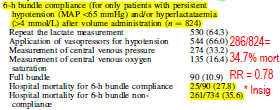 6-h bundle compliance (for only patients with persistent
hypotension (MAP <65 mmHg) and/or hyperlactataemia
(>4 mmol/l) after volume administration (n = 824)
Repeat the lactate measurement 530 (64.3)
Application of vasopressors for hypotension 544 (66.0)
Measurement of central venous pressure 274 (33.2)
Measurement of central venous oxygen saturation 135 (16.4)
Full bundle 90 (10.9)
Hospital mortality for 6-h bundle compliance 25/90 (27.8)
Hospital mortality for 6-h bundle non-compliance 261/734 (35.6)
286/824=
34.7% mort
RR = 0.78
* Insig